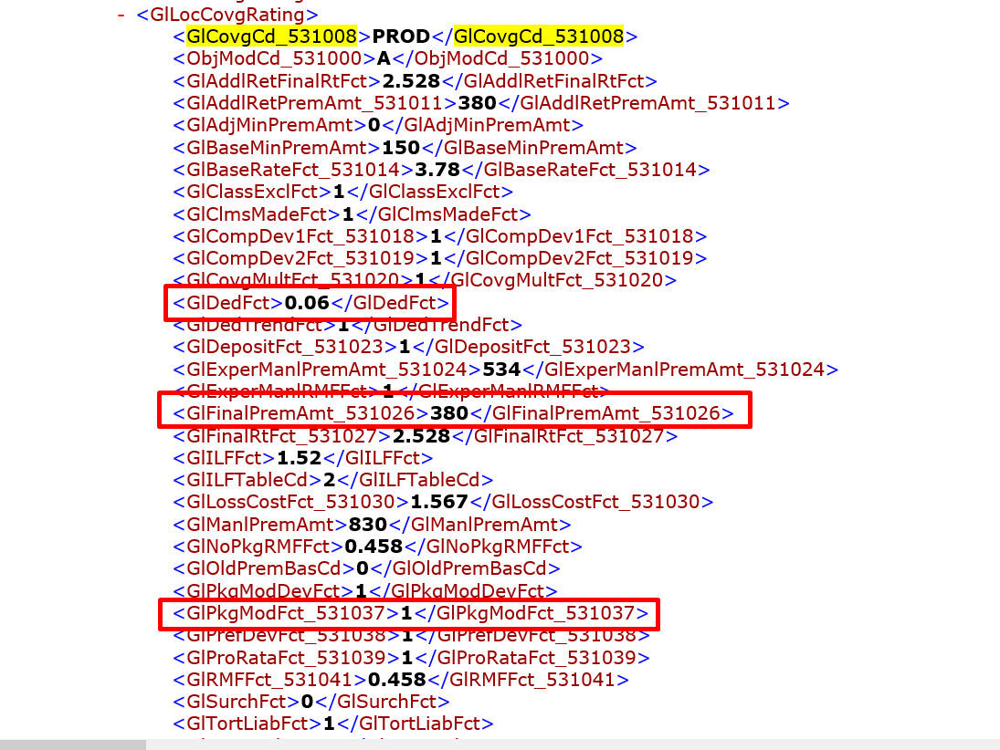 - <GlLocCovgRating>
<GlCovgCd_531008>PROD</GlCovgCd_531008>
<ObjModCd_531000>A</ObjModCd_531000>
<GlAddlRetFinalRtFct>2.528</GlAddlRetFinalRtFct>
<GlAddlRetPremAmt_531011>380</GlAddlRetPremAmt_531011>
<GlAdjMinPremAmt>0</GlAdjMinPremAmt>
<GlBaseMinPremAmt>150</GlBaseMinPremAmt>
<GlBaseRateFct_531014>3.78</GlBaseRateFct_531014>
<GlClassExclFct>1</GlClassExclFct>
<GlClmsMadeFct>1</GlClmsMadeFct>
<GlCompDev1Fct_531018>1</GlCompDev1Fct_531018>
<GlCompDev2Fct_531019>1</GlCompDev2Fct_531019>
<GlCovgMultFct_531020>1</GlCovgMultFct_531020>
<GlDedFct>0.06</GlDedFct>
<GlDedTrendFct>1</GlDedTrendFct>
<GlDepositFct_531023>1</GlDepositFct_531023>
<GlExperManlPremAmt_531024>534</GlExperManlPremAmt_531024>
<GlExperManlRMFFct>1</GlExperManlRMFFct>
<GlFinalPremAmt_531026>380</GlFinalPremAmt_531026>
<GlFinalRtFct_531027>2.528</GlFinalRtFct_531027>
<GlILFFct>1.52</GlILFFct>
<GlILFTableCd>2</GlILFTableCd>
<GlLossCostFct_531030>1.567</GlLossCostFct_531030>
<GlManlPremAmt>830</GlManlPremAmt>
<GlNoPkgRMFFct>0.458</GlNoPkgRMFFct>
<GlOldPremBasCd>0</GlOldPremBasCd>
<GlPkgModDevFct>1</GlPkgModDevFct>
<GlPkgModFct_531037>1</GlPkgModFct_531037>
<GlPrefDevFct_531038>1</GlPrefDevFct_531038>
<GlProRataFct_531039>1</GlProRataFct_531039>
<GlRMFFct_531041>0.458</GlRMFFct_531041>
<GlSurchFct>0</GlSurchFct>
<GlTortLiabFct>1</GlTortLiabFct>